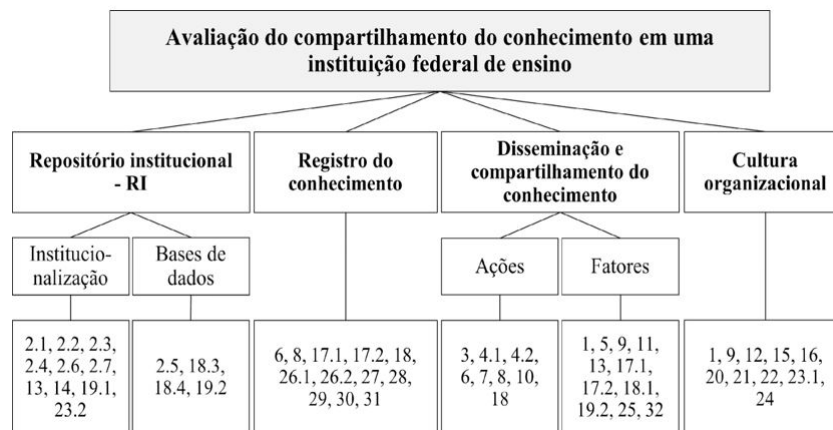 Avaliação do compartilhamento do conhecimento em uma
instituição federal de ensino
Repositório institucional
- RI
Registro do
conhecimento
Disseminação e
compartilhamento do
conhecimento
Cultura
organizacional
Institucio-
nalização
Bases de
dados
Ações
Fatores
2.1, 2.2, 2.3,
2.4, 2.6, 2.7,
13, 14, 19.1,
23.2
2.5, 18.3,
18.4, 19.2
6, 8, 17.1, 17.2, 18,
26.1, 26.2, 27, 28,
29, 30, 31
3, 4.1, 4.2,
6, 7, 8, 10,
18
1, 5, 9, 11,
13, 17.1,
17.2, 18.1,
19.2, 25, 32
1, 9, 12, 15, 16,
20, 21, 22, 23.1,
24